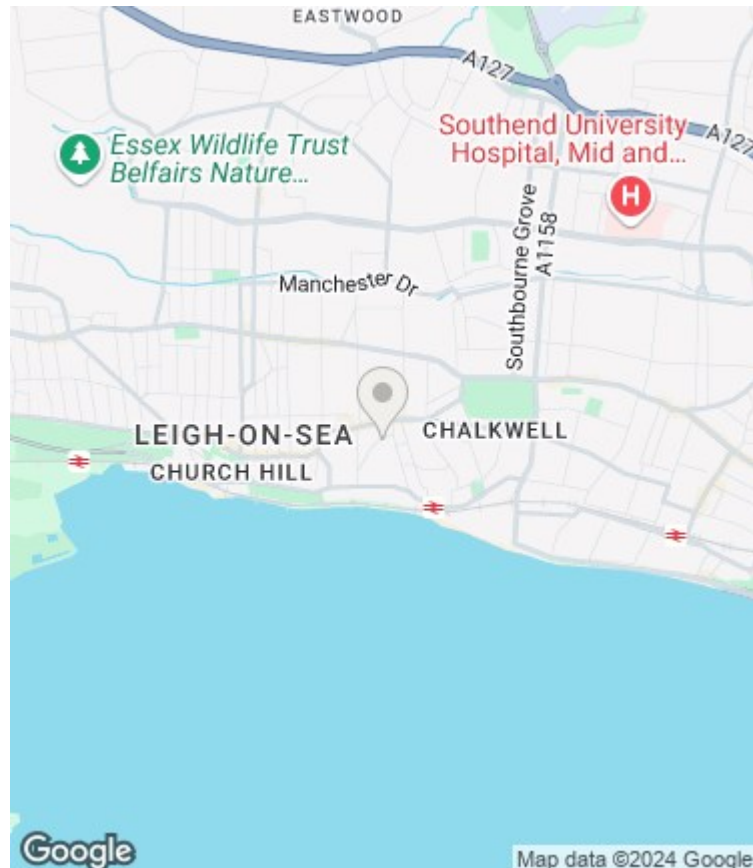 EASTWOOD
A127
Southend University
Hospital, Mid and...
A127
Essex Wildlife Trust
Belfairs Nature...
H
Southbourne Grove
A1158
Manchester Dr
LEIGH-ON-SEA
CHALKWELL
CHURCH HILL
Google
Map data ©2024 Google